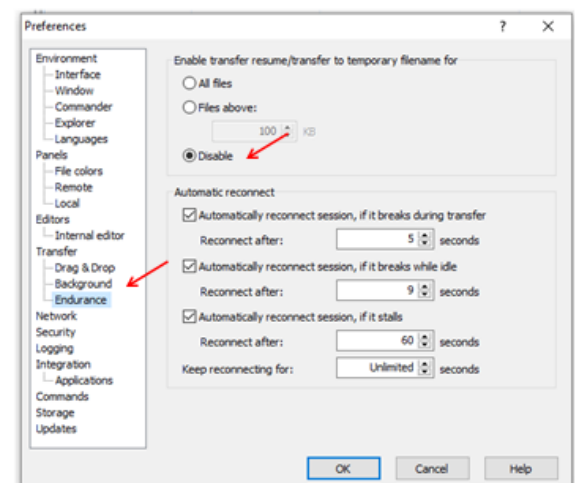 Preferences
?
Environment
Interface
Window
Commander
Explorer
Languages
Panels
File colors
Remote
Local
Editors
Internal editor
Transfer
Drag & Drop
Background
Endurance
Network
Security
Logging
Integration
Applications
Commands
Storage
Updates
Enable transfer resume/transfer to temporary filename for
All files
Files above:
100 KB
Disable
Automatic reconnect
Automatically reconnect session, if it breaks during transfer
Reconnect after: 5 seconds
Automatically reconnect session, if it breaks while idle
Reconnect after: 9 seconds
Automatically reconnect session, if it stalls
Reconnect after: 60 seconds
Keep reconnecting for: Unlimited seconds
OK Cancel Help